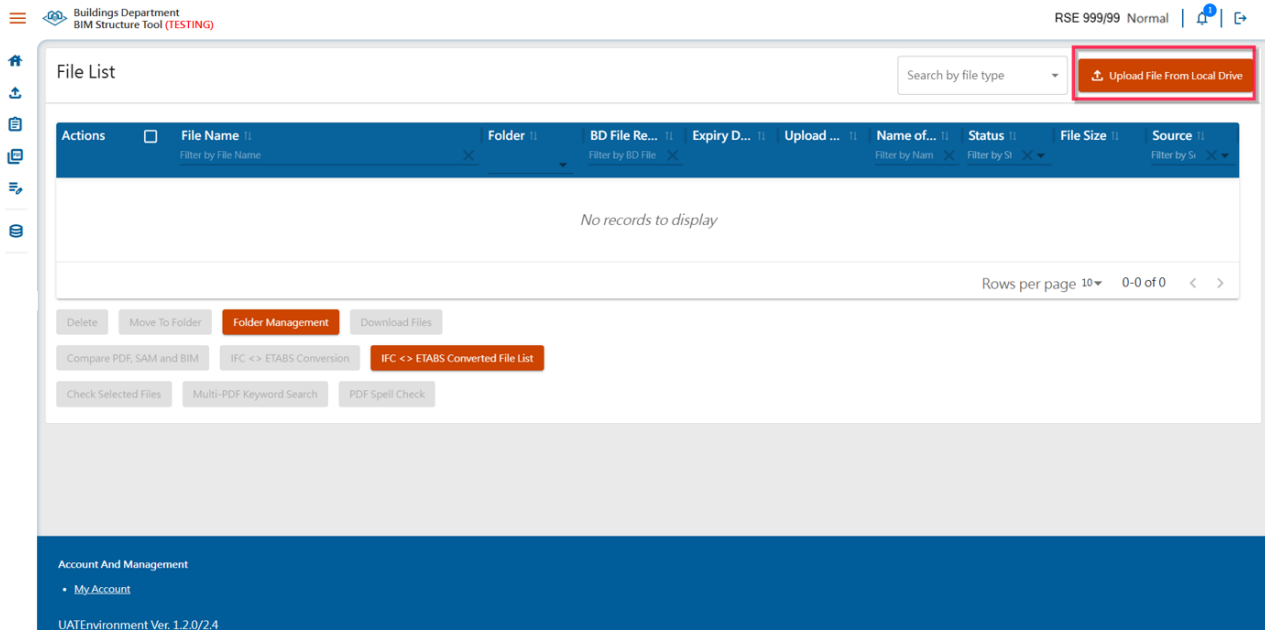 Buildings Department
BIM Structure Tool (TESTING)
RSE 999/99 Normal
1
File List
Search by file type
Upload File From Local Drive
Actions File Name Folder BD File Re... Expiry D... Upload ... Name of... Status File Size Source
Filter by File Name Filter by BD File Filter by Nam Filter by St Filter by So
No records to display
Rows per page 10 0-0 of 0
Delete Move To Folder Folder Management Download Files
Compare PDF, SAM and BIM IFC <> ETABS Conversion IFC <> ETABS Converted File List
Check Selected Files Multi-PDF Keyword Search PDF Spell Check
Account And Management
• My Account
UATEnvironment Ver. 1.2.0/2.4